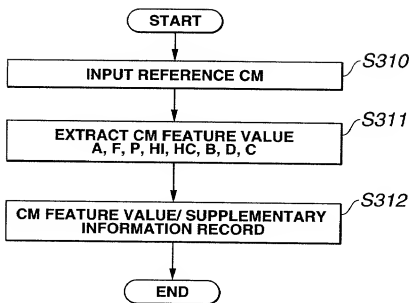 START
S310
INPUT REFERENCE CM
S311
EXTRACT CM FEATURE VALUE
A, F, P, HI, HC, B, D, C
S312
CM FEATURE VALUE/ SUPPLEMENTARY
INFORMATION RECORD
END